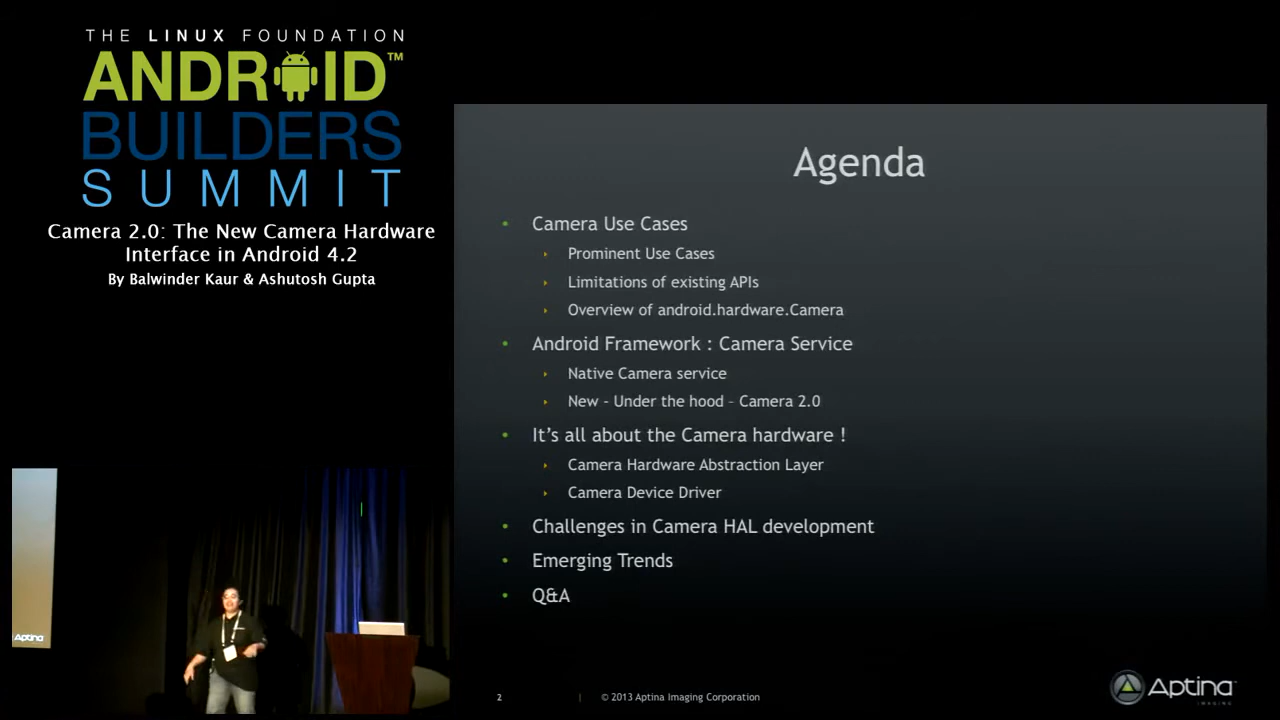 THE LINUX FOUNDATION
ANDROID™
BUILDERS
SUMMIT
Camera 2.0: The New Camera Hardware
Interface in Android 4.2
By Balwinder Kaur & Ashutosh Gupta
Agenda
• Camera Use Cases
‣ Prominent Use Cases
‣ Limitations of existing APIs
‣ Overview of android.hardware.Camera
• Android Framework : Camera Service
‣ Native Camera service
‣ New - Under the hood – Camera 2.0
• It’s all about the Camera hardware !
‣ Camera Hardware Abstraction Layer
‣ Camera Device Driver
• Challenges in Camera HAL development
• Emerging Trends
• Q&A
2 | © 2013 Aptina Imaging Corporation
Aptina
IMAGING
Aptina